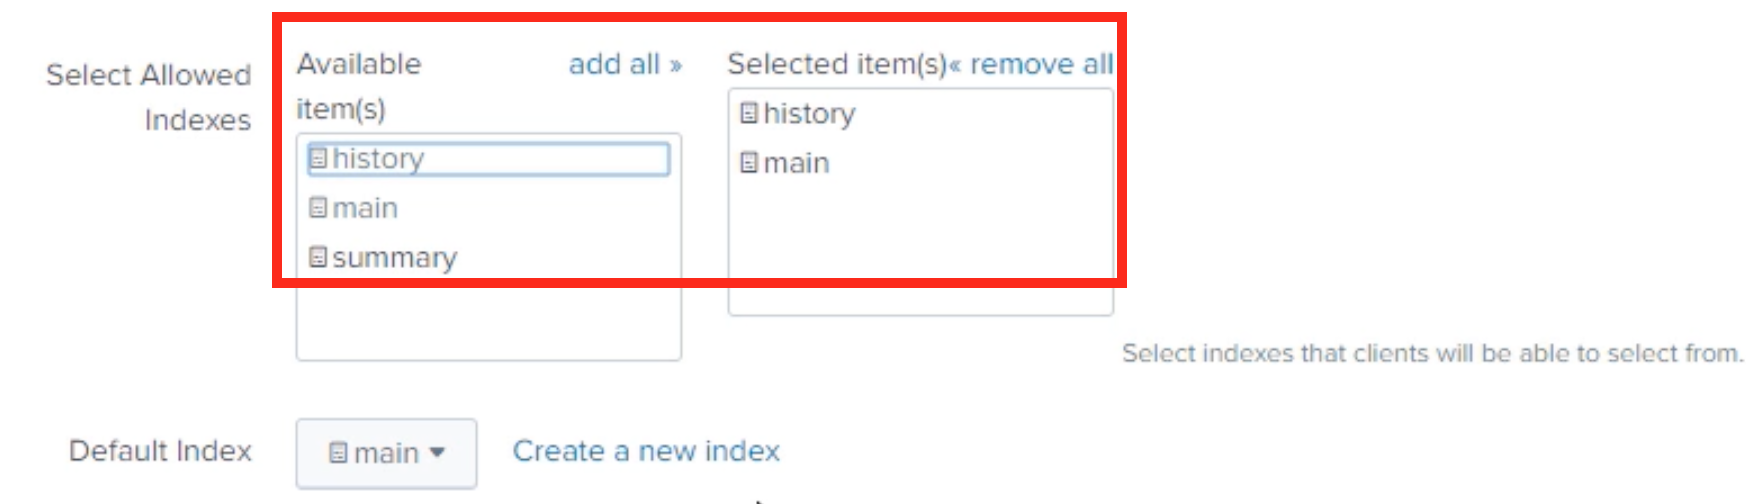 Select Allowed
Indexes
Available
item(s)
add all »
history
main
summary
Selected item(s)« remove all
history
main
Select indexes that clients will be able to select from.
Default Index
main
Create a new index